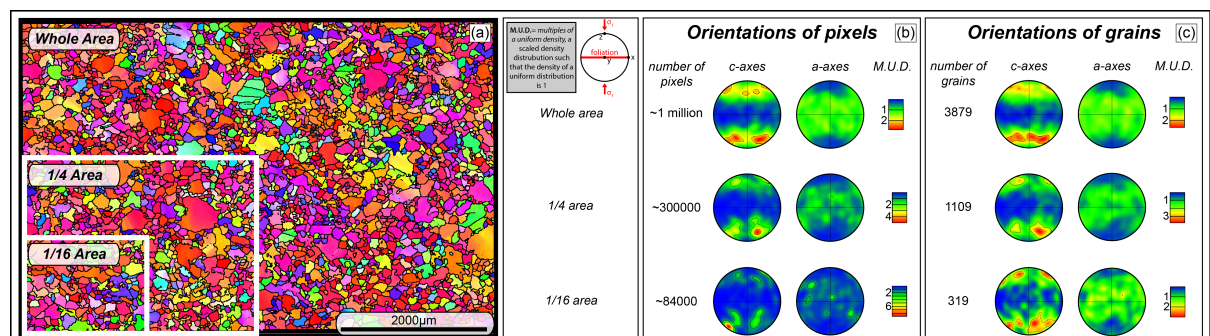 Whole Area
(a)
1/4 Area
1/16 Area
2000μm
M.U.D.= multiples of
a uniform density, a
scaled density
distrubution such
that the density of a
uniform distribution
is 1
σ₁
z
foliation
y
x
σ₁
Whole area
1/4 area
1/16 area
Orientations of pixels (b)
number of
pixels
c-axes a-axes M.U.D.
~1 million
1
2
~300000
2
4
~84000
2
6
Orientations of grains (c)
number of
grains
c-axes a-axes M.U.D.
3879
1
2
1109
1
3
319
1
2